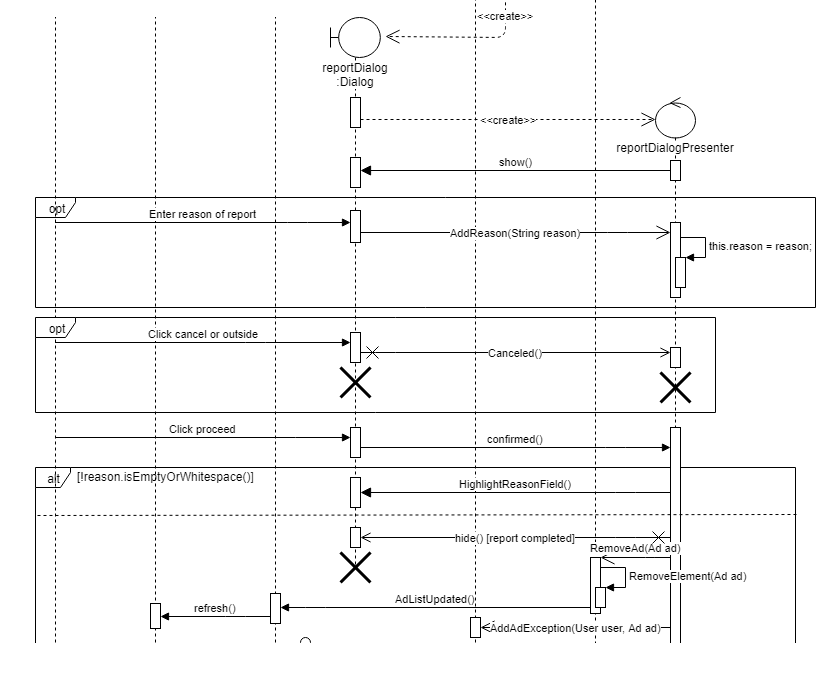 <<create>>
reportDialog
:Dialog
<<create>>
reportDialogPresenter
show()
opt
Enter reason of report
AddReason(String reason)
this.reason = reason;
opt
Click cancel or outside
Canceled()
Click proceed
confirmed()
alt
[!reason.isEmptyOrWhitespace()]
HighlightReasonField()
hide() [report completed]
RemoveAd(Ad ad)
RemoveElement(Ad ad)
AdListUpdated()
refresh()
AddAdException(User user, Ad ad)